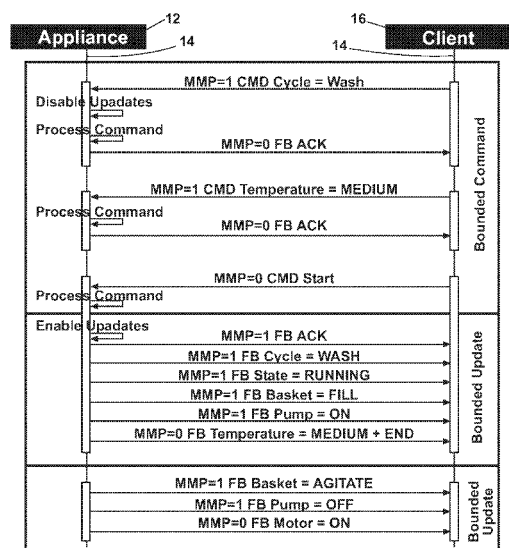 12
16
Appliance
Client
14
14
MMP=1 CMD Cycle = Wash
Disable Upadates
Process Command
MMP=0 FB ACK
MMP=1 CMD Temperature = MEDIUM
Process Command
MMP=0 FB ACK
MMP=0 CMD Start
Process Command
Bounded Command
Enable Upadates
MMP=1 FB ACK
MMP=1 FB Cycle = WASH
MMP=1 FB State = RUNNING
MMP=1 FB Basket = FILL
MMP=1 FB Pump = ON
MMP=0 FB Temperature = MEDIUM + END
Bounded Update
MMP=1 FB Basket = AGITATE
MMP=1 FB Pump = OFF
MMP=0 FB Motor = ON
Bounded
Update